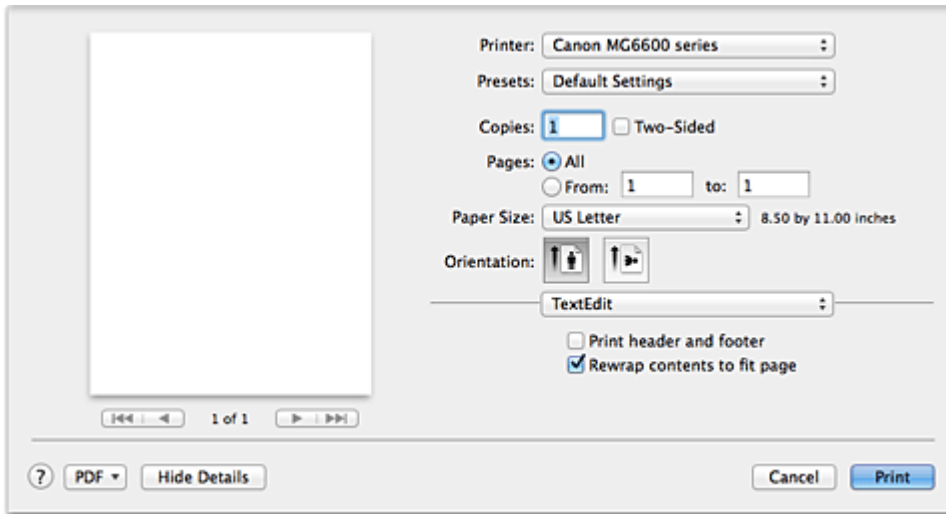 Printer: Canon MG6600 series
Presets: Default Settings
Copies: 1 Two-Sided
Pages: All
From: 1 to: 1
Paper Size: US Letter 8.50 by 11.00 inches
Orientation:
TextEdit
Print header and footer
Rewrap contents to fit page
1 of 1
? PDF Hide Details Cancel Print